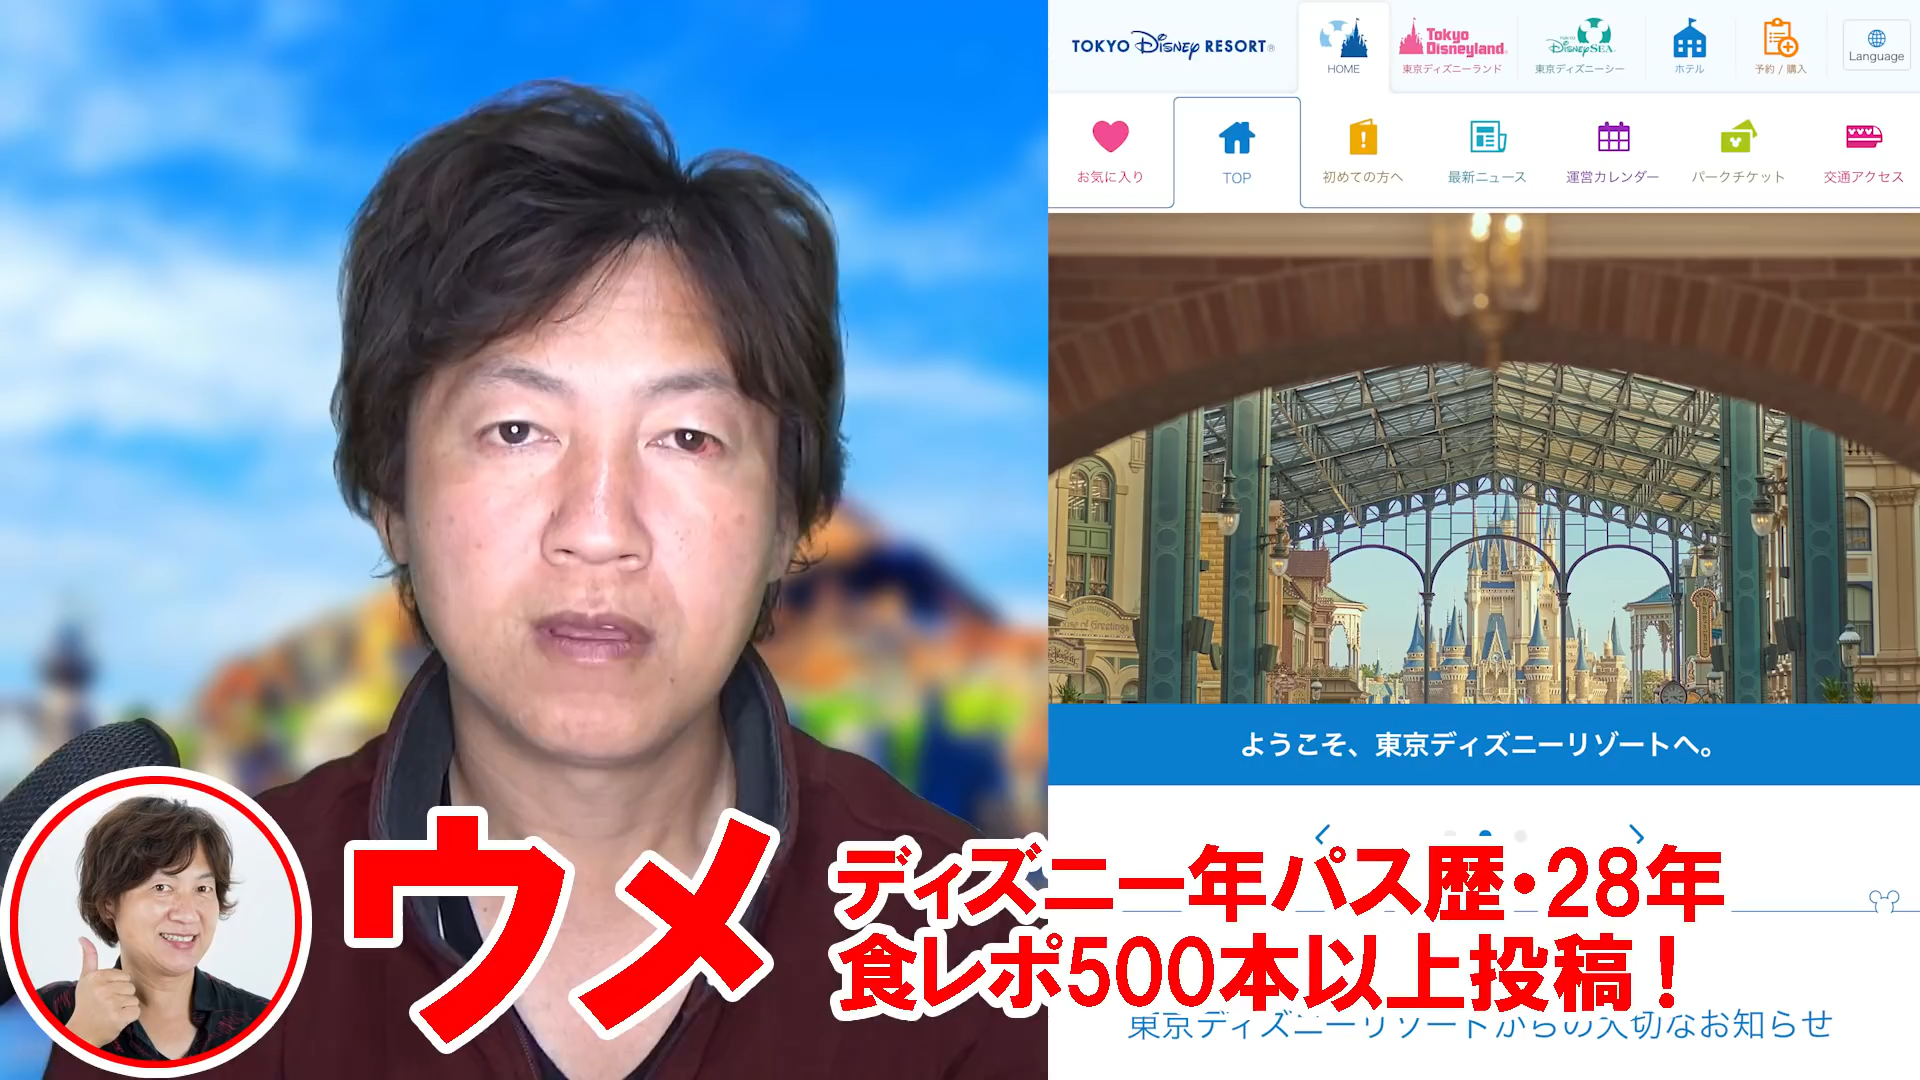 TOKYO Disney RESORT®
HOME
Tokyo Disneyland
東京ディズニーランド
TOKYO DisneySEA
東京ディズニーシー
ホテル
予約 / 購入
Language
お気に入り
TOP
初めての方へ
最新ニュース
運営カレンダー
パークチケット
交通アクセス
ようこそ、東京ディズニーリゾートへ。
ウメ
ディズニー年パス歴・28年
食レポ500本以上投稿！
東京ディズニーリゾートからの大切なお知らせ